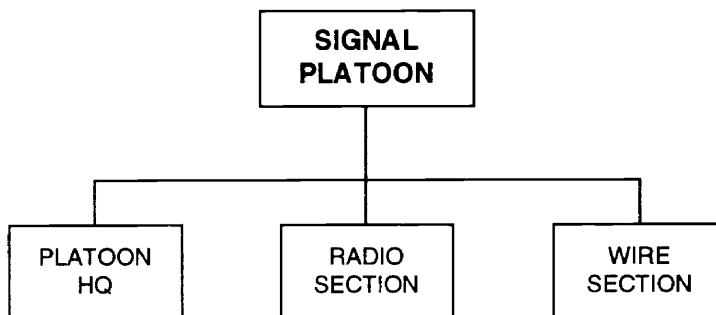 SIGNAL
PLATOON
PLATOON
HQ
RADIO
SECTION
WIRE
SECTION